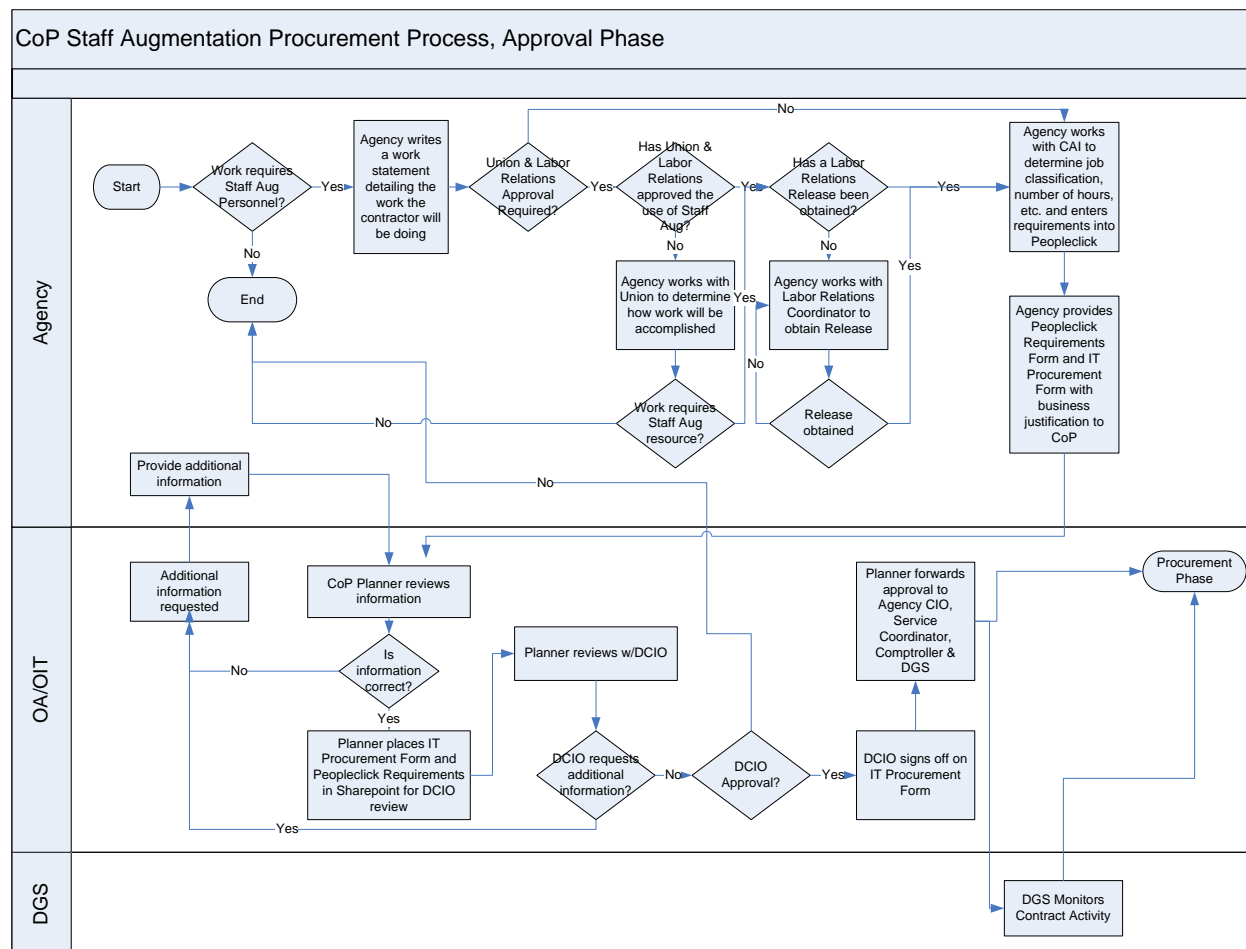 CoP Staff Augmentation Procurement Process, Approval Phase
Agency
Start
Work requires
Staff Aug
Personnel?
Yes
No
End
Agency writes
a work
statement
detailing the
work the
contractor will
be doing
Union & Labor
Relations
Approval
Required?
No
Yes
Has Union &
Labor
Relations
approved the
use of Staff
Aug?
Yes
No
Agency works with
Union to determine
how work will be
accomplished
Work requires
Staff Aug
resource?
No
Yes
Has a Labor
Relations
Release been
obtained?
Yes
No
Agency works with
Labor Relations
Coordinator to
obtain Release
Release
obtained
No
Yes
Agency works
with CAI to
determine job
classification,
number of hours,
etc. and enters
requirements into
Peopleclick
Agency provides
Peopleclick
Requirements
Form and IT
Procurement
Form with
business
justification to
CoP
Provide additional
information
No
OA/OIT
Additional
information
requested
CoP Planner reviews
information
Is
information
correct?
No
Yes
Planner places IT
Procurement Form and
Peopleclick Requirements
in Sharepoint for DCIO
review
Planner reviews w/DCIO
DCIO requests
additional
information?
Yes
No
DCIO
Approval?
Yes
DCIO signs off on
IT Procurement
Form
Planner forwards
approval to
Agency CIO,
Service
Coordinator,
Comptroller &
DGS
Procurement
Phase
DGS
DGS Monitors
Contract Activity